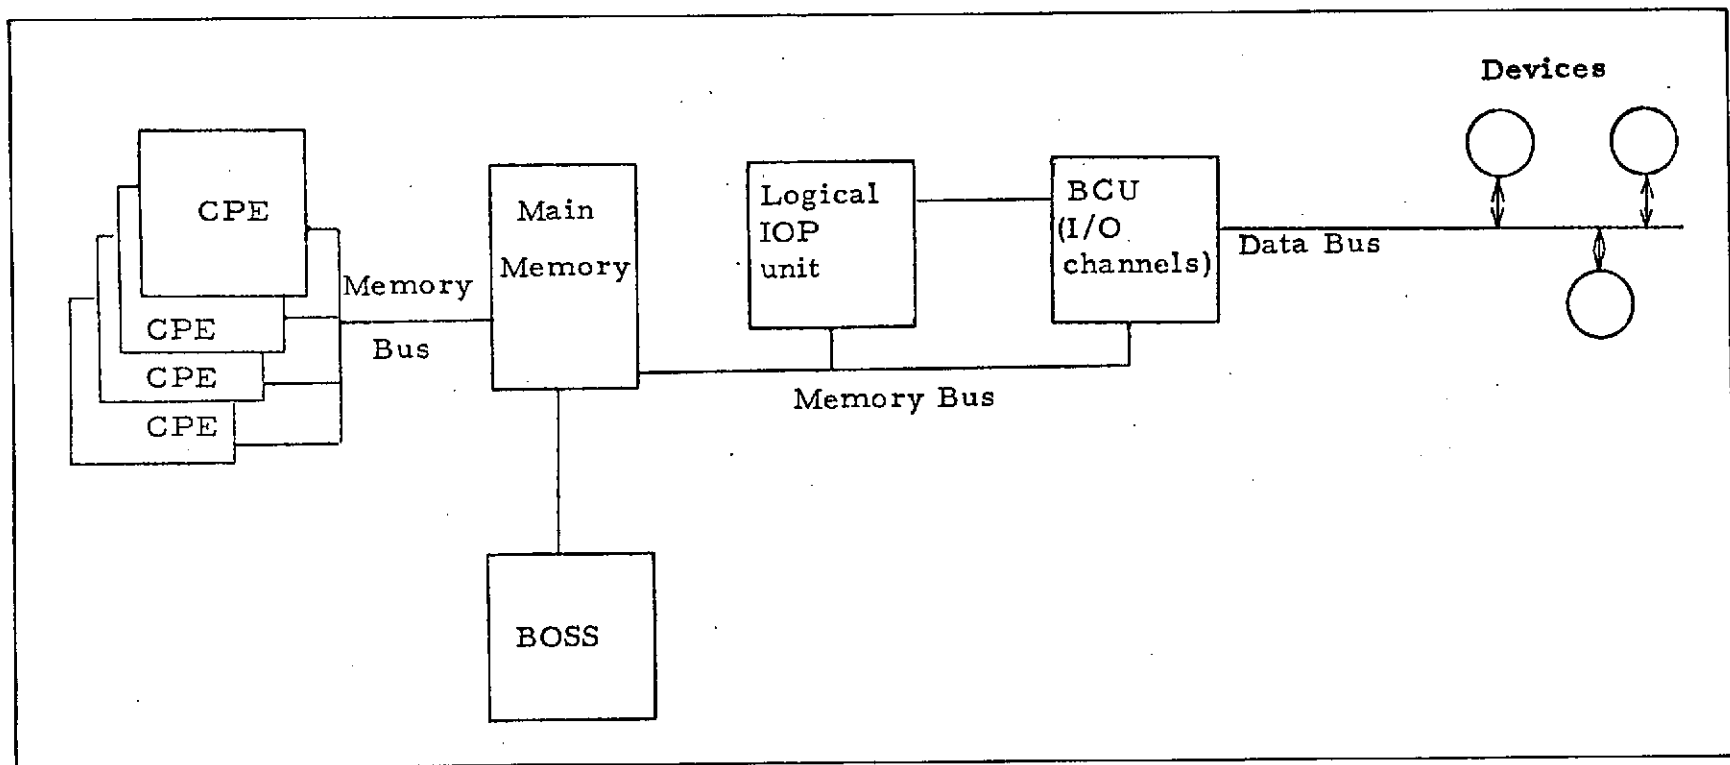 Devices
CPE
CPE
CPE
CPE
Memory
Bus
Main
Memory
Logical
IOP
unit
BCU
(I/O
channels)
Data Bus
Memory Bus
BOSS